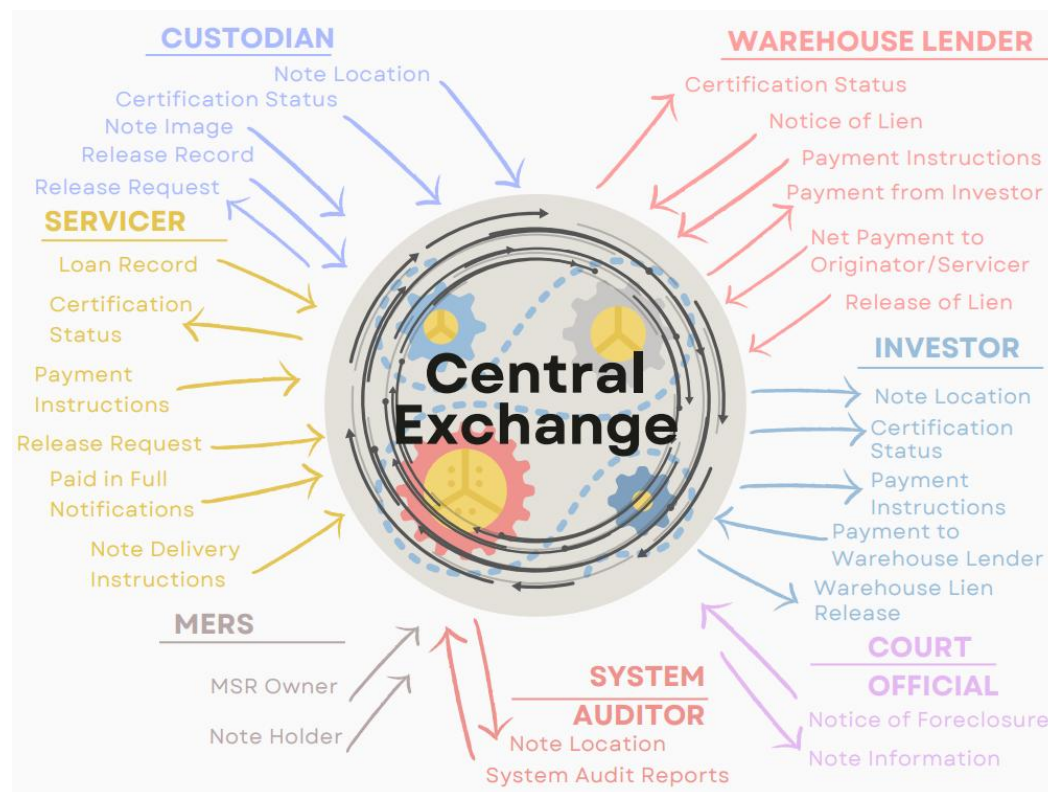 CUSTODIAN
Note Location
Certification Status
Note Image
Release Record
Release Request
SERVICER
Loan Record
Certification
Status
Payment
Instructions
Release Request
Paid in Full
Notifications
Note Delivery
Instructions
MERS
MSR Owner
Note Holder
Central
Exchange
SYSTEM
AUDITOR
Note Location
System Audit Reports
WAREHOUSE LENDER
Certification Status
Notice of Lien
Payment Instructions
Payment from Investor
Net Payment to
Originator/Servicer
Release of Lien
INVESTOR
Note Location
Certification
Status
Payment
Instructions
Payment to
Warehouse Lender
Warehouse Lien
Release
COURT
OFFICIAL
Notice of Foreclosure
Note Information